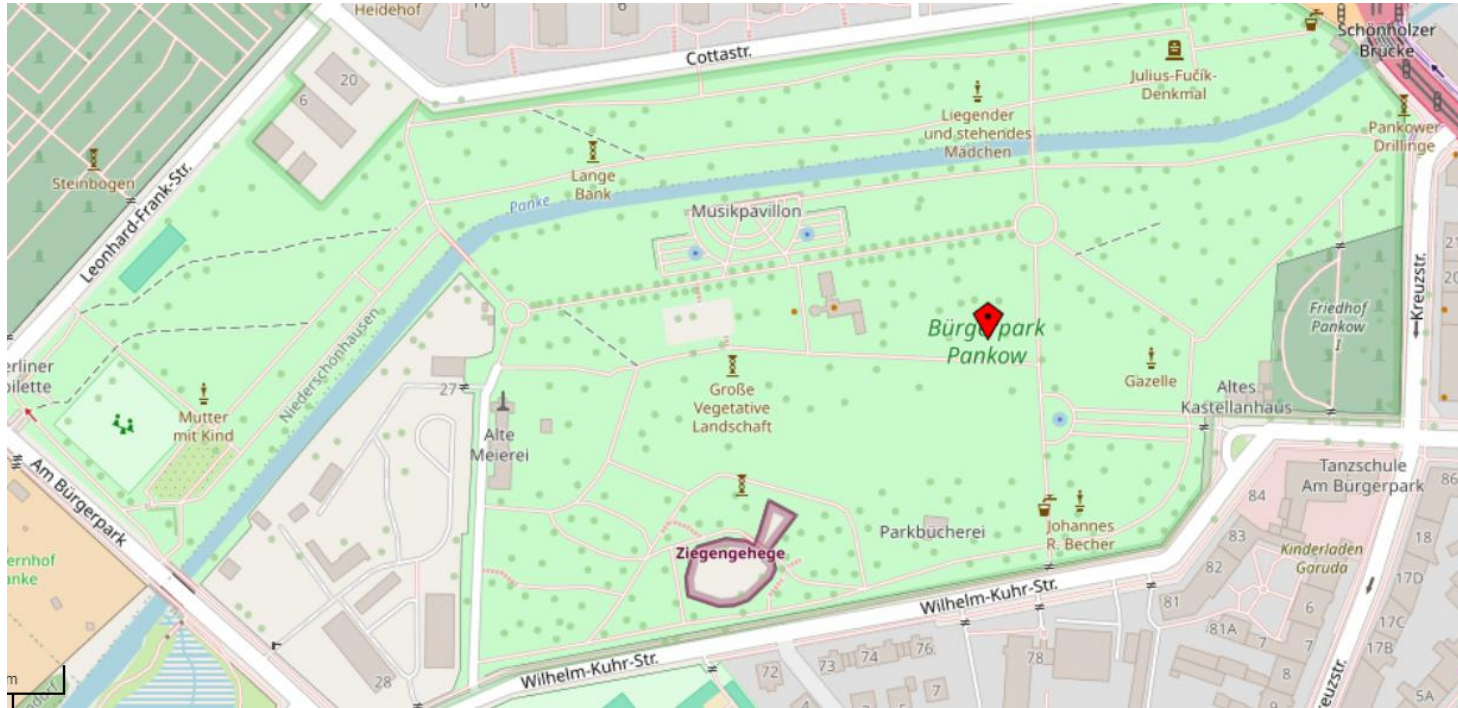 Heidehof
6
Schönholzer
Brücke
Cottastr.
20
6
Julius-Fučík-
Denkmal
Liegender
und stehendes
Mädchen
Pankower
Drillinge
Steinbogen
Leonhard-Frank-Str.
Lange
Bank
Panke
Musikpavillon
Kreuzstr.
Friedhof
Pankow
I
Bürgerpark
Pankow
Niederschönhausen
27
Große
Vegetative
Landschaft
Gazelle
Altes
Kastellanhaus
Mutter
mit Kind
Alte
Meierei
Am Bürgerpark
Tanzschule
Am Bürgerpark
86
84
Parkbücherei
Johannes
R. Becher
Ziegengehege
83
82
18
Kinderladen
Garuda
17D
Wilhelm-Kuhr-Str.
81
6
81A
7
7
17C
17B
Wilhelm-Kuhr-Str.
76
74
73
72
78
8
9
7
28
5A
m